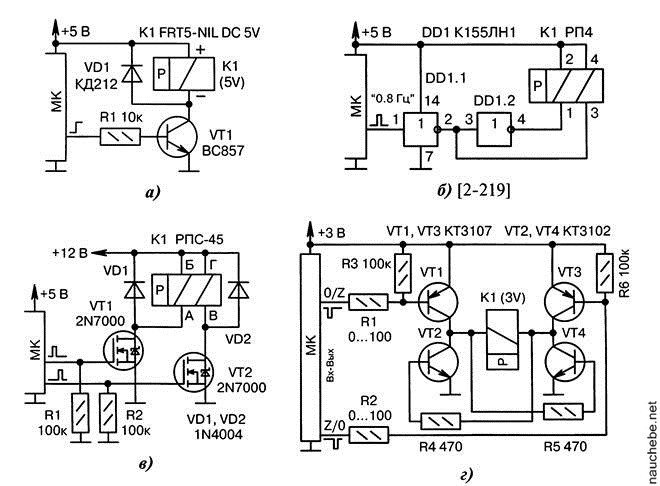 +5 В
K1 FRT5-NIL DC 5V
VD1
КД212
P
+
K1
(5V)
–
МК
R1 10к
VT1
BC857
а)
+5 В
DD1 К155ЛН1
K1 РП4
DD1.1
2 4
P
МК
"0.8 Гц"
14
DD1.2
1
1
2
3
1
4
1
3
7
б) [2-219]
+12 В
K1 РПС-45
VD1
Б
Г
P
+5 В
VT1
2N7000
А
В
VD2
МК
VT2
2N7000
R1
100к
R2
100к
VD1, VD2
1N4004
в)
+3 В
VT1, VT3 КТ3107
VT2, VT4 КТ3102
R3 100к
VT1
VT3
R6 100к
0/Z
K1 (3V)
R1
0...100
VT2
VT4
P
МК
Вх-Вых
R2
0...100
Z/0
R4 470
R5 470
г)
nauchebe.net